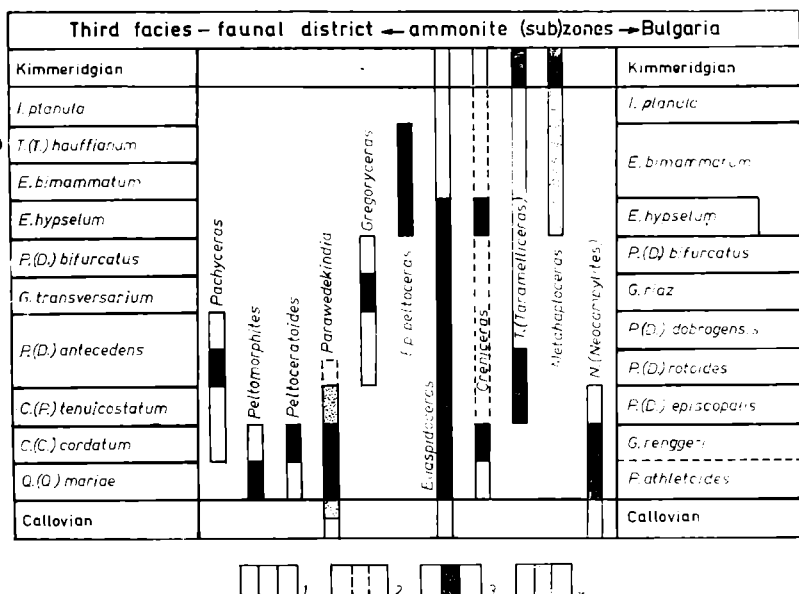 Third facies – faunal district ← ammonite (sub)zones → Bulgaria
Kimmeridgian
I. planula
T.(T.) hauffianum
E. bimammatum
E. hypselum
P.(D.) bifurcatus
G. transversarium
P.(D.) antecedens
C.(P.) tenuicostatum
C.(C.) cordatum
Q.(Q.) mariae
Callovian
Pachyceras
Peltomorphites
Peltoceratoides
Parawedekindia
Gregoryceras
Euaspidoceras
Creniceras
T.(Taramelliceras)
Metahaploceras
N.(Neocampylites)
Kimmeridgian
I. planula
E. bimammatum
E. hypselum
P.(D.) bifurcatus
G. riaz
P.(D.) dobrogensis
P.(D.) rotoides
P.(D.) episcopalis
G. renggeri
P. athletoides
Callovian
1
2
3